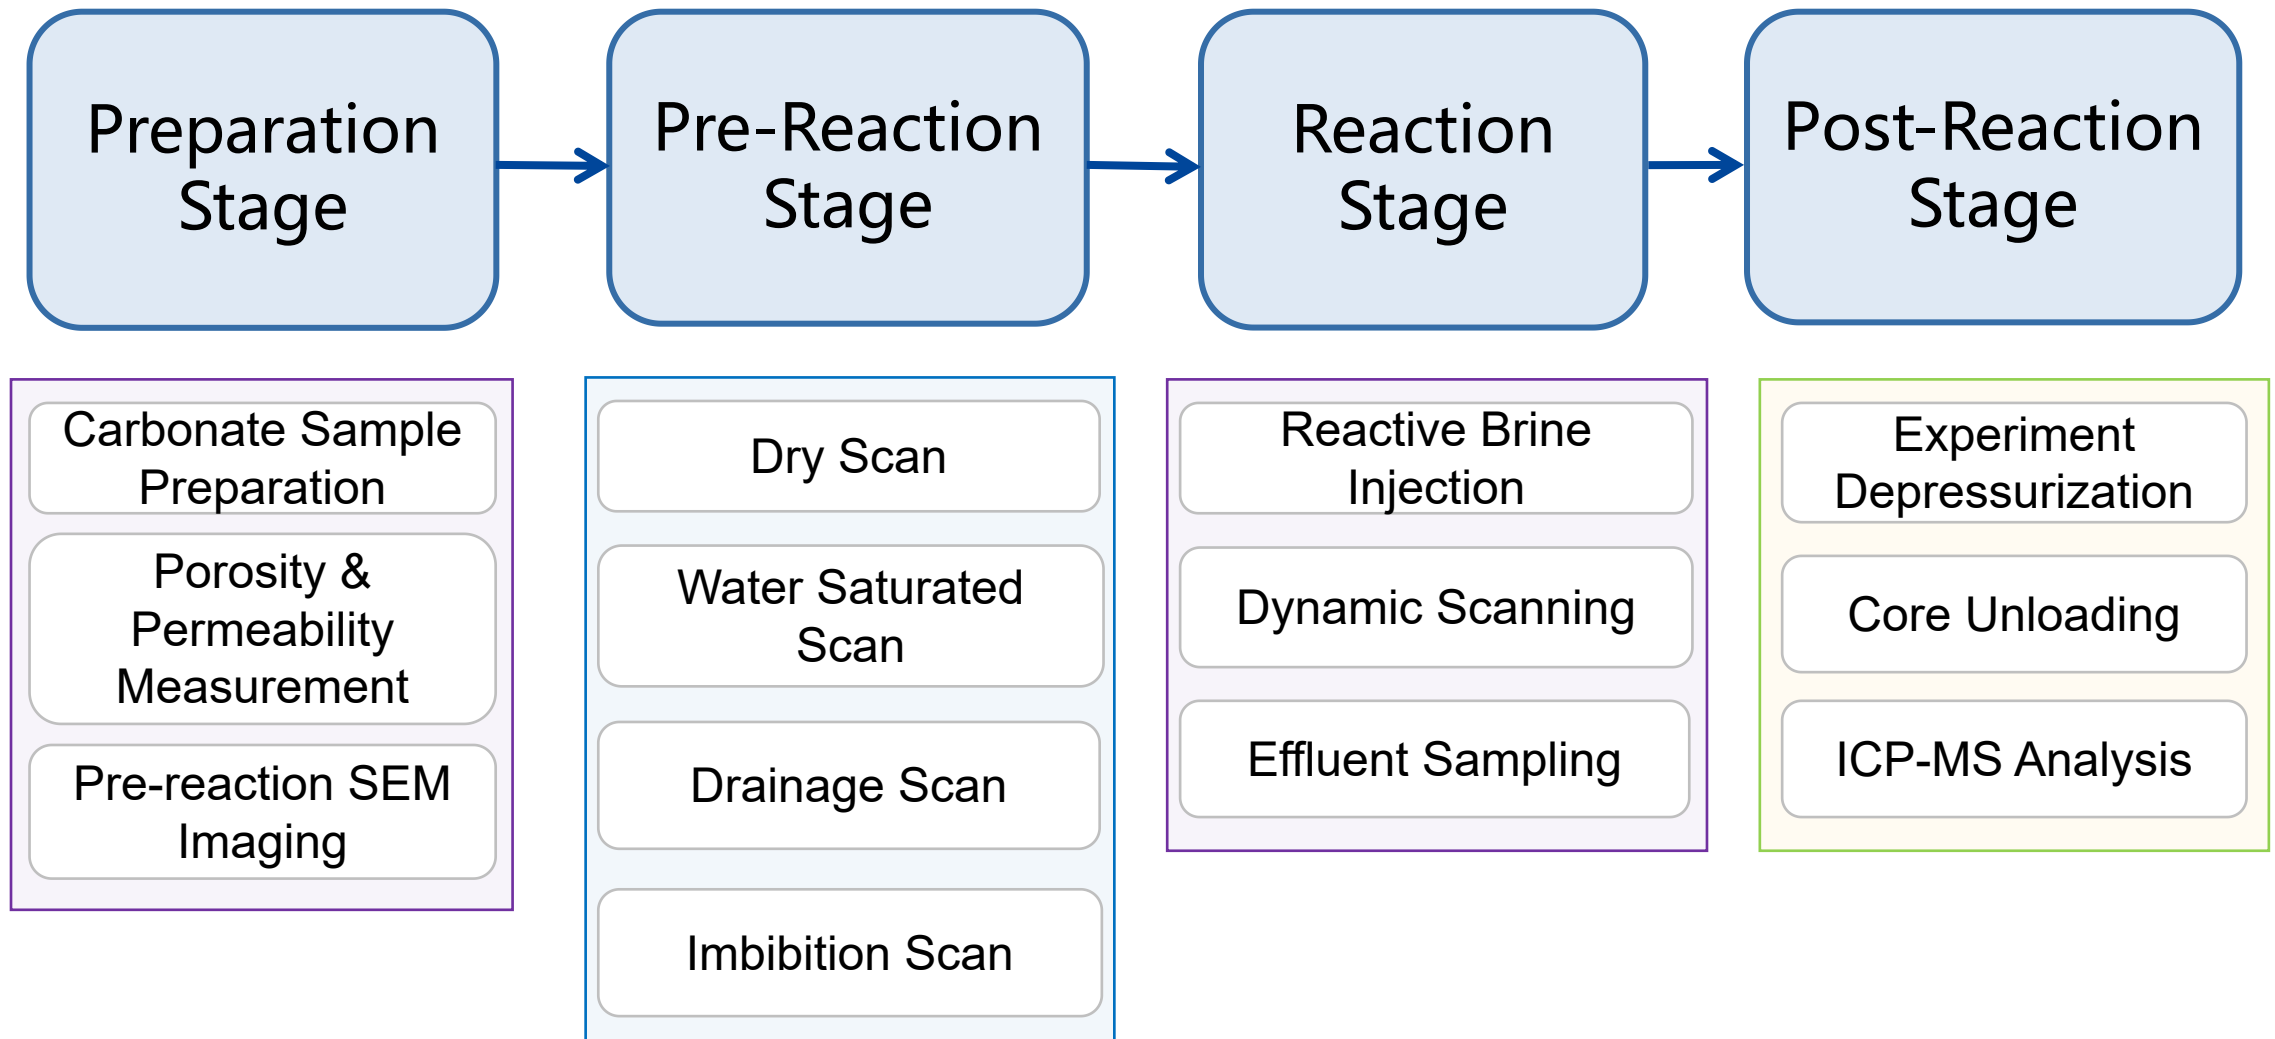 Preparation
Stage
Pre-Reaction
Stage
Reaction
Stage
Post-Reaction
Stage
Carbonate Sample
Preparation
Porosity &
Permeability
Measurement
Pre-reaction SEM
Imaging
Dry Scan
Water Saturated
Scan
Drainage Scan
Imbibition Scan
Reactive Brine
Injection
Dynamic Scanning
Effluent Sampling
Experiment
Depressurization
Core Unloading
ICP-MS Analysis